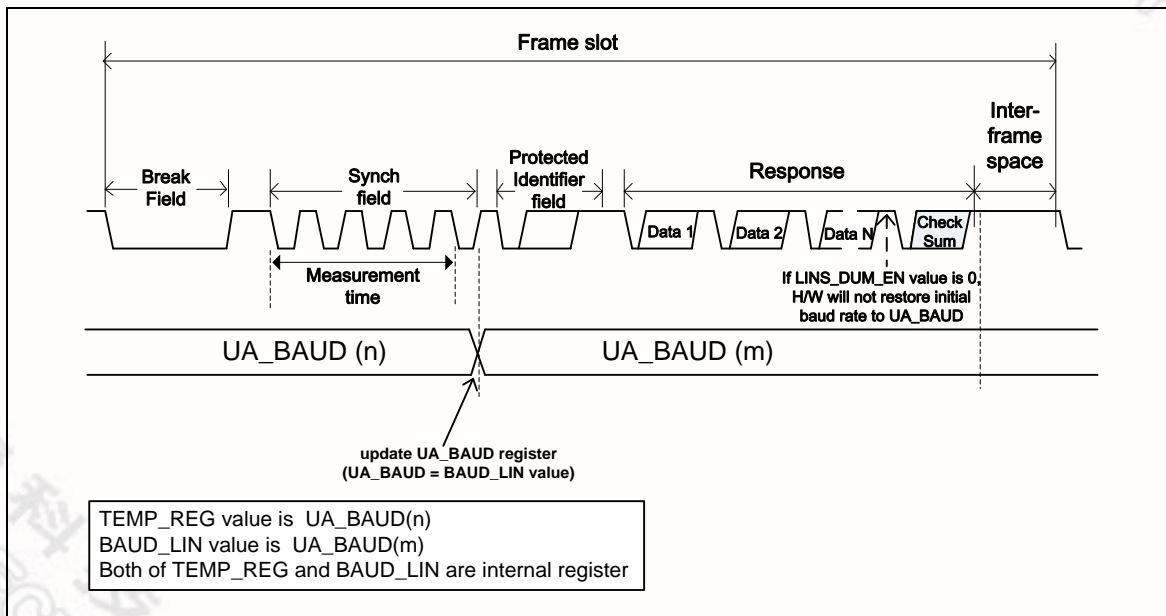 Frame slot
Inter-
frame
space
Break
Field
Synch
field
Protected
Identifier
field
Response
Data 1
Data 2
Data N
Check
Sum
Measurement
time
If LINS_DUM_EN value is 0,
H/W will not restore initial
baud rate to UA_BAUD
UA_BAUD (n)
UA_BAUD (m)
update UA_BAUD register
(UA_BAUD = BAUD_LIN value)
TEMP_REG value is UA_BAUD(n)
BAUD_LIN value is UA_BAUD(m)
Both of TEMP_REG and BAUD_LIN are internal register
科